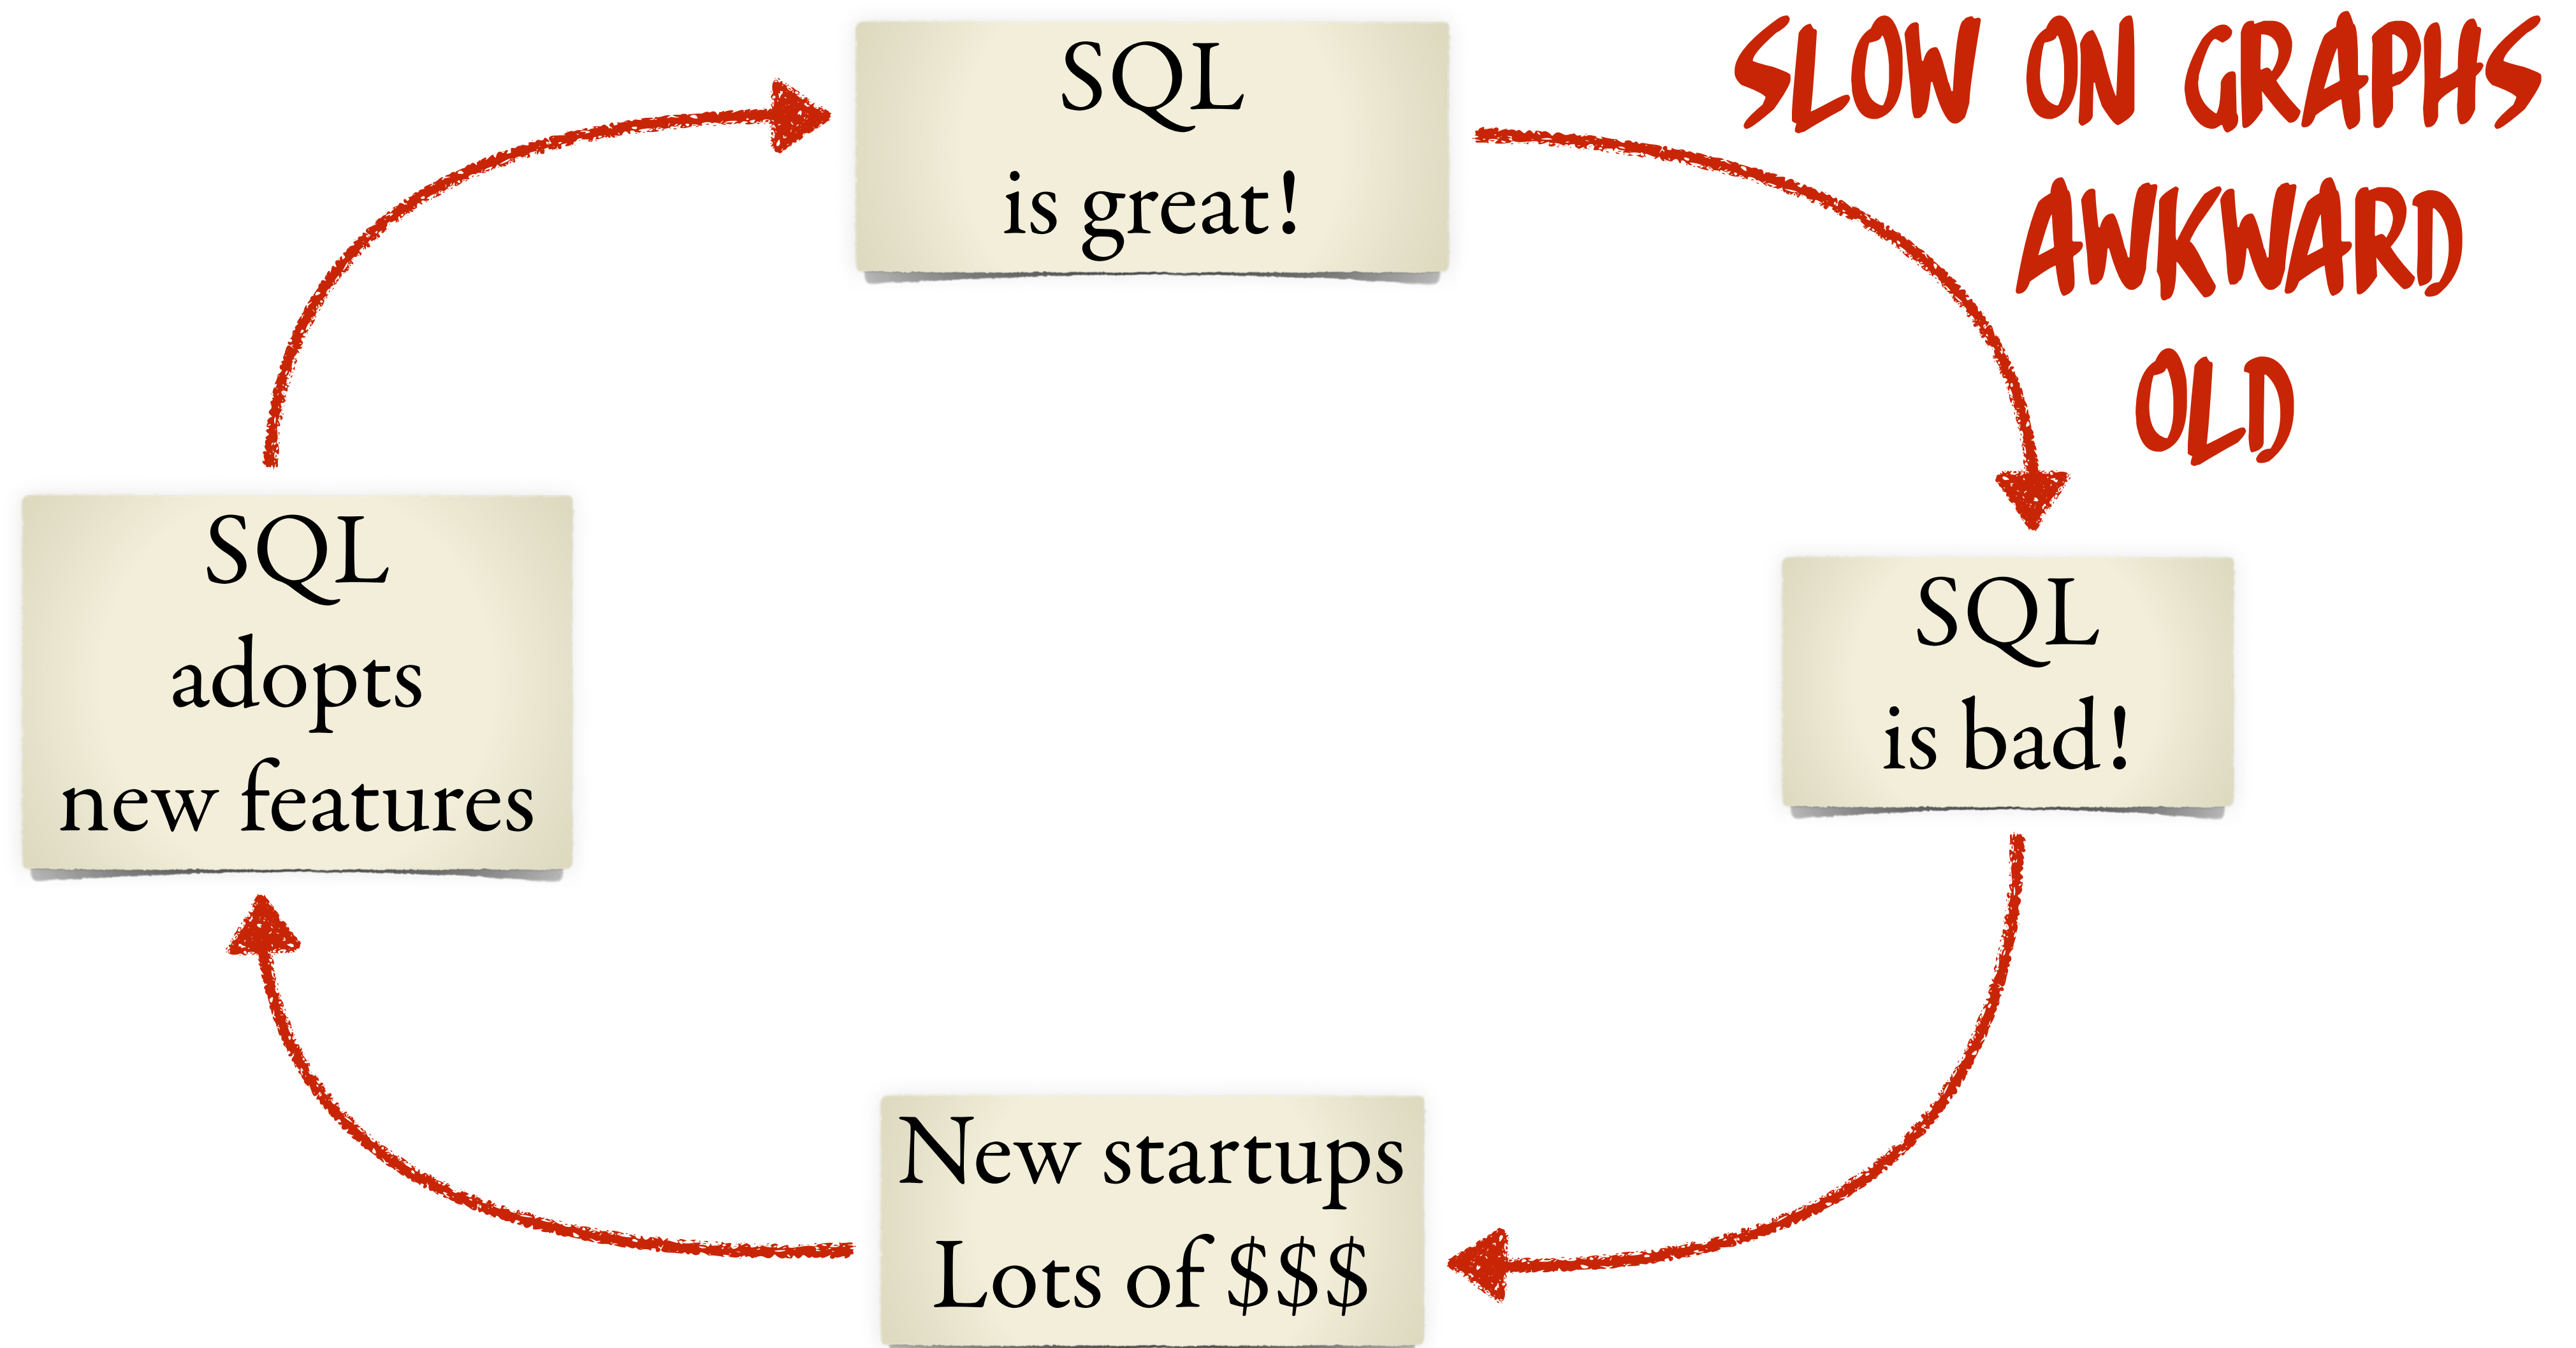 SQL
is great!
SLOW ON GRAPHS
AWKWARD
OLD
SQL
is bad!
New startups
Lots of $$$
SQL
adopts
new features